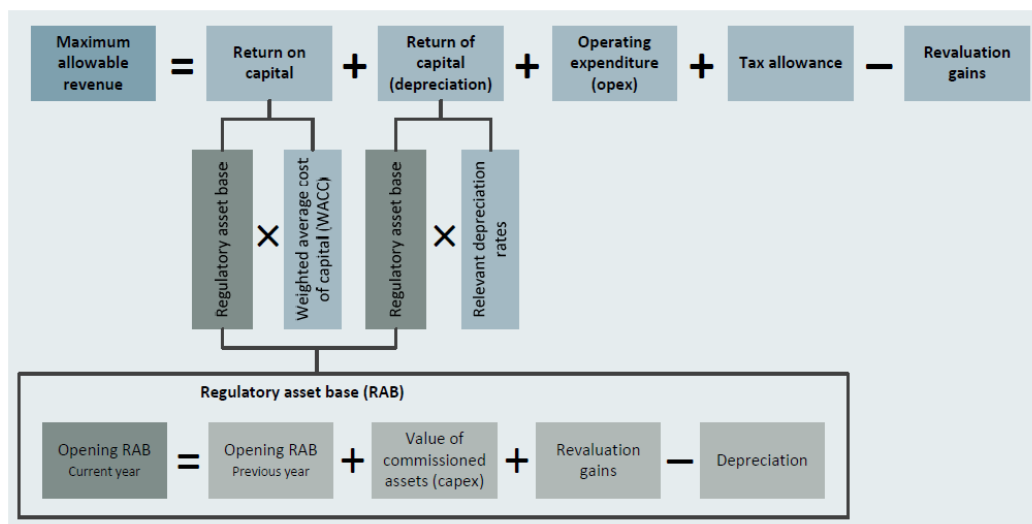 Maximum
allowable
revenue
=
Return on
capital
+
Return of
capital
(depreciation)
+
Operating
expenditure
(opex)
+
Tax allowance
−
Revaluation
gains
Regulatory asset base
×
Weighted average cost
of capital (WACC)
Regulatory asset base
×
Relevant depreciation
rates
Regulatory asset base (RAB)
Opening RAB
Current year
=
Opening RAB
Previous year
+
Value of
commissioned
assets (capex)
+
Revaluation
gains
−
Depreciation